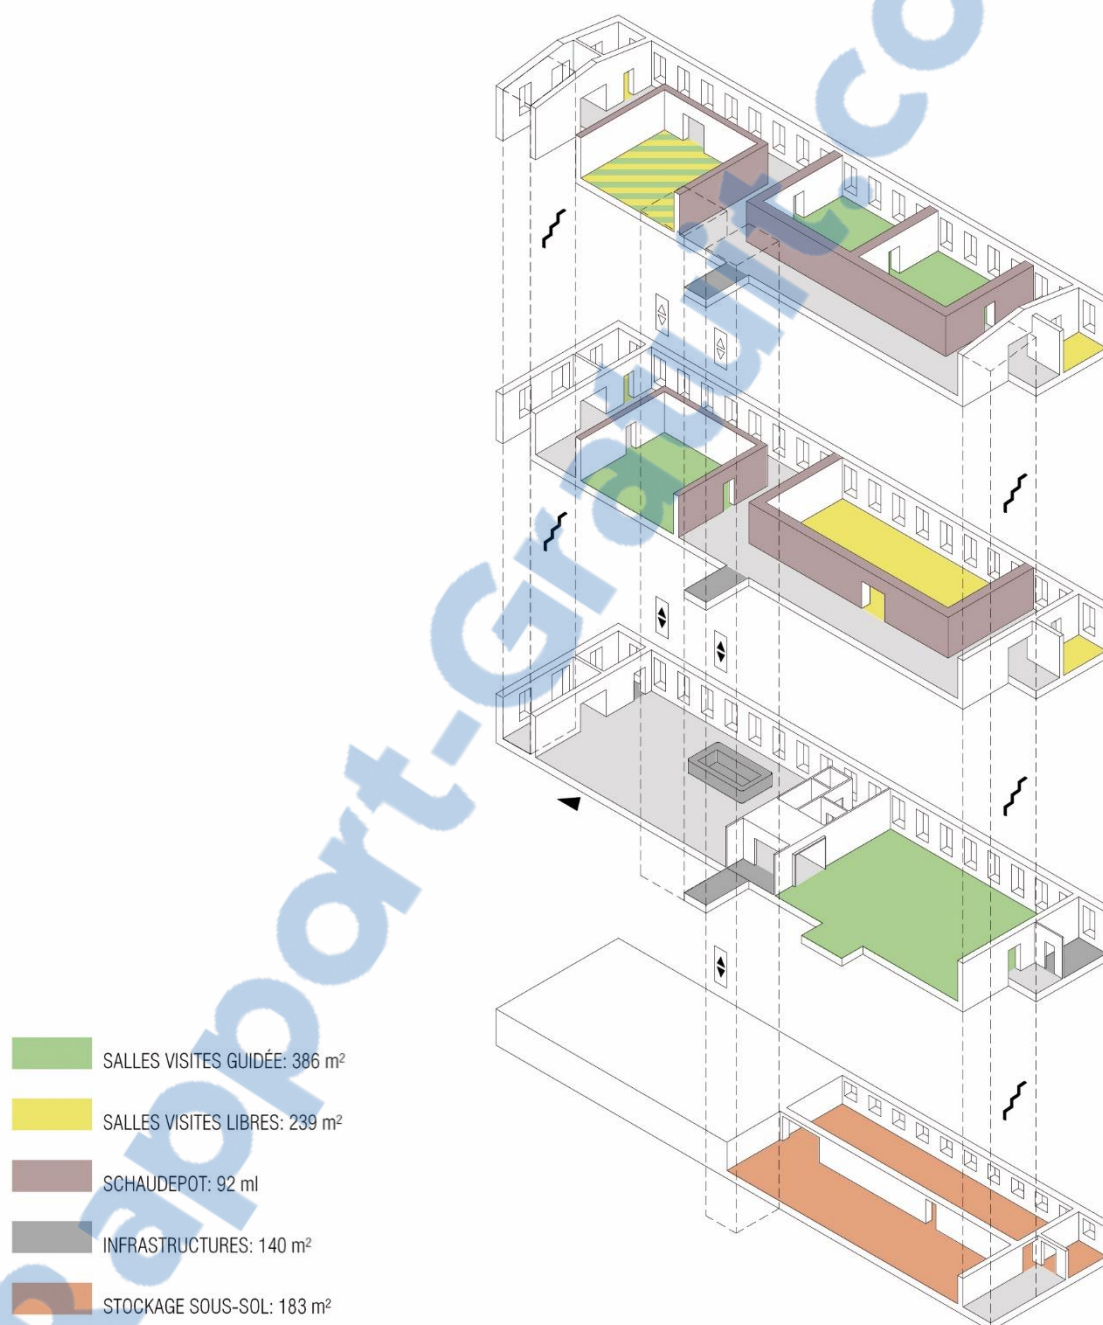 Rapport-Gratuit.co
SALLES VISITES GUIDÉE: 386 m²
SALLES VISITES LIBRES: 239 m²
SCHAUDEPOT: 92 ml
INFRASTRUCTURES: 140 m²
STOCKAGE SOUS-SOL: 183 m²